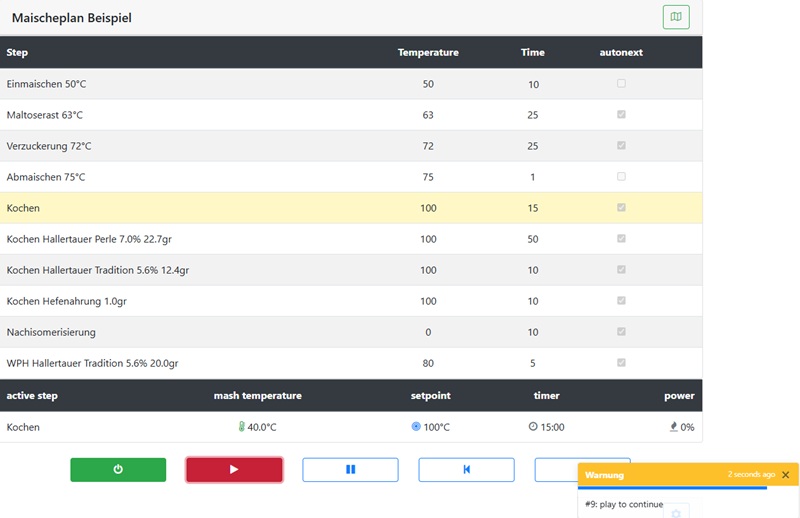 Maischeplan Beispiel
Step Temperature Time autonext
Einmaischen 50°C 50 10
Maltoserast 63°C 63 25
Verzuckerung 72°C 72 25
Abmaischen 75°C 75 1
Kochen 100 15
Kochen Hallertauer Perle 7.0% 22.7gr 100 50
Kochen Hallertauer Tradition 5.6% 12.4gr 100 10
Kochen Hefenahrung 1.0gr 100 10
Nachisomerisierung 0 10
WPH Hallertauer Tradition 5.6% 20.0gr 80 5
active step mash temperature setpoint timer power
Kochen 40.0°C 100°C 15:00 0%
Warnung 2 seconds ago
#9: play to continue